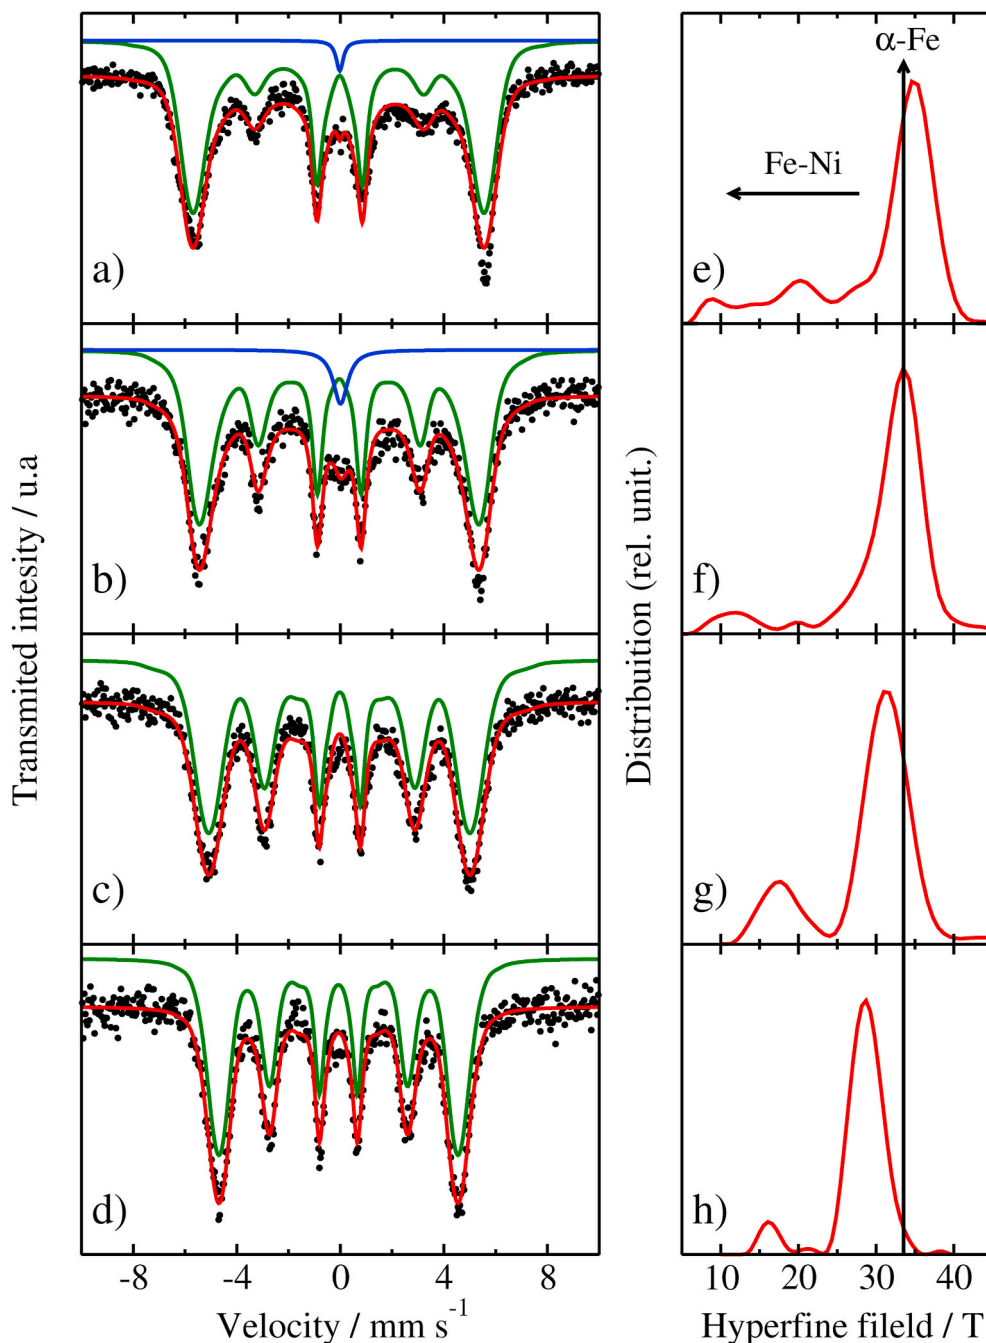 Transmited intesity / u.a
a)
b)
c)
d)
-8 -4 0 4 8
Velocity / mm s⁻¹
Distribuition (rel. unit.)
α-Fe
Fe-Ni
e)
f)
g)
h)
10 20 30 40
Hyperfine fileld / T